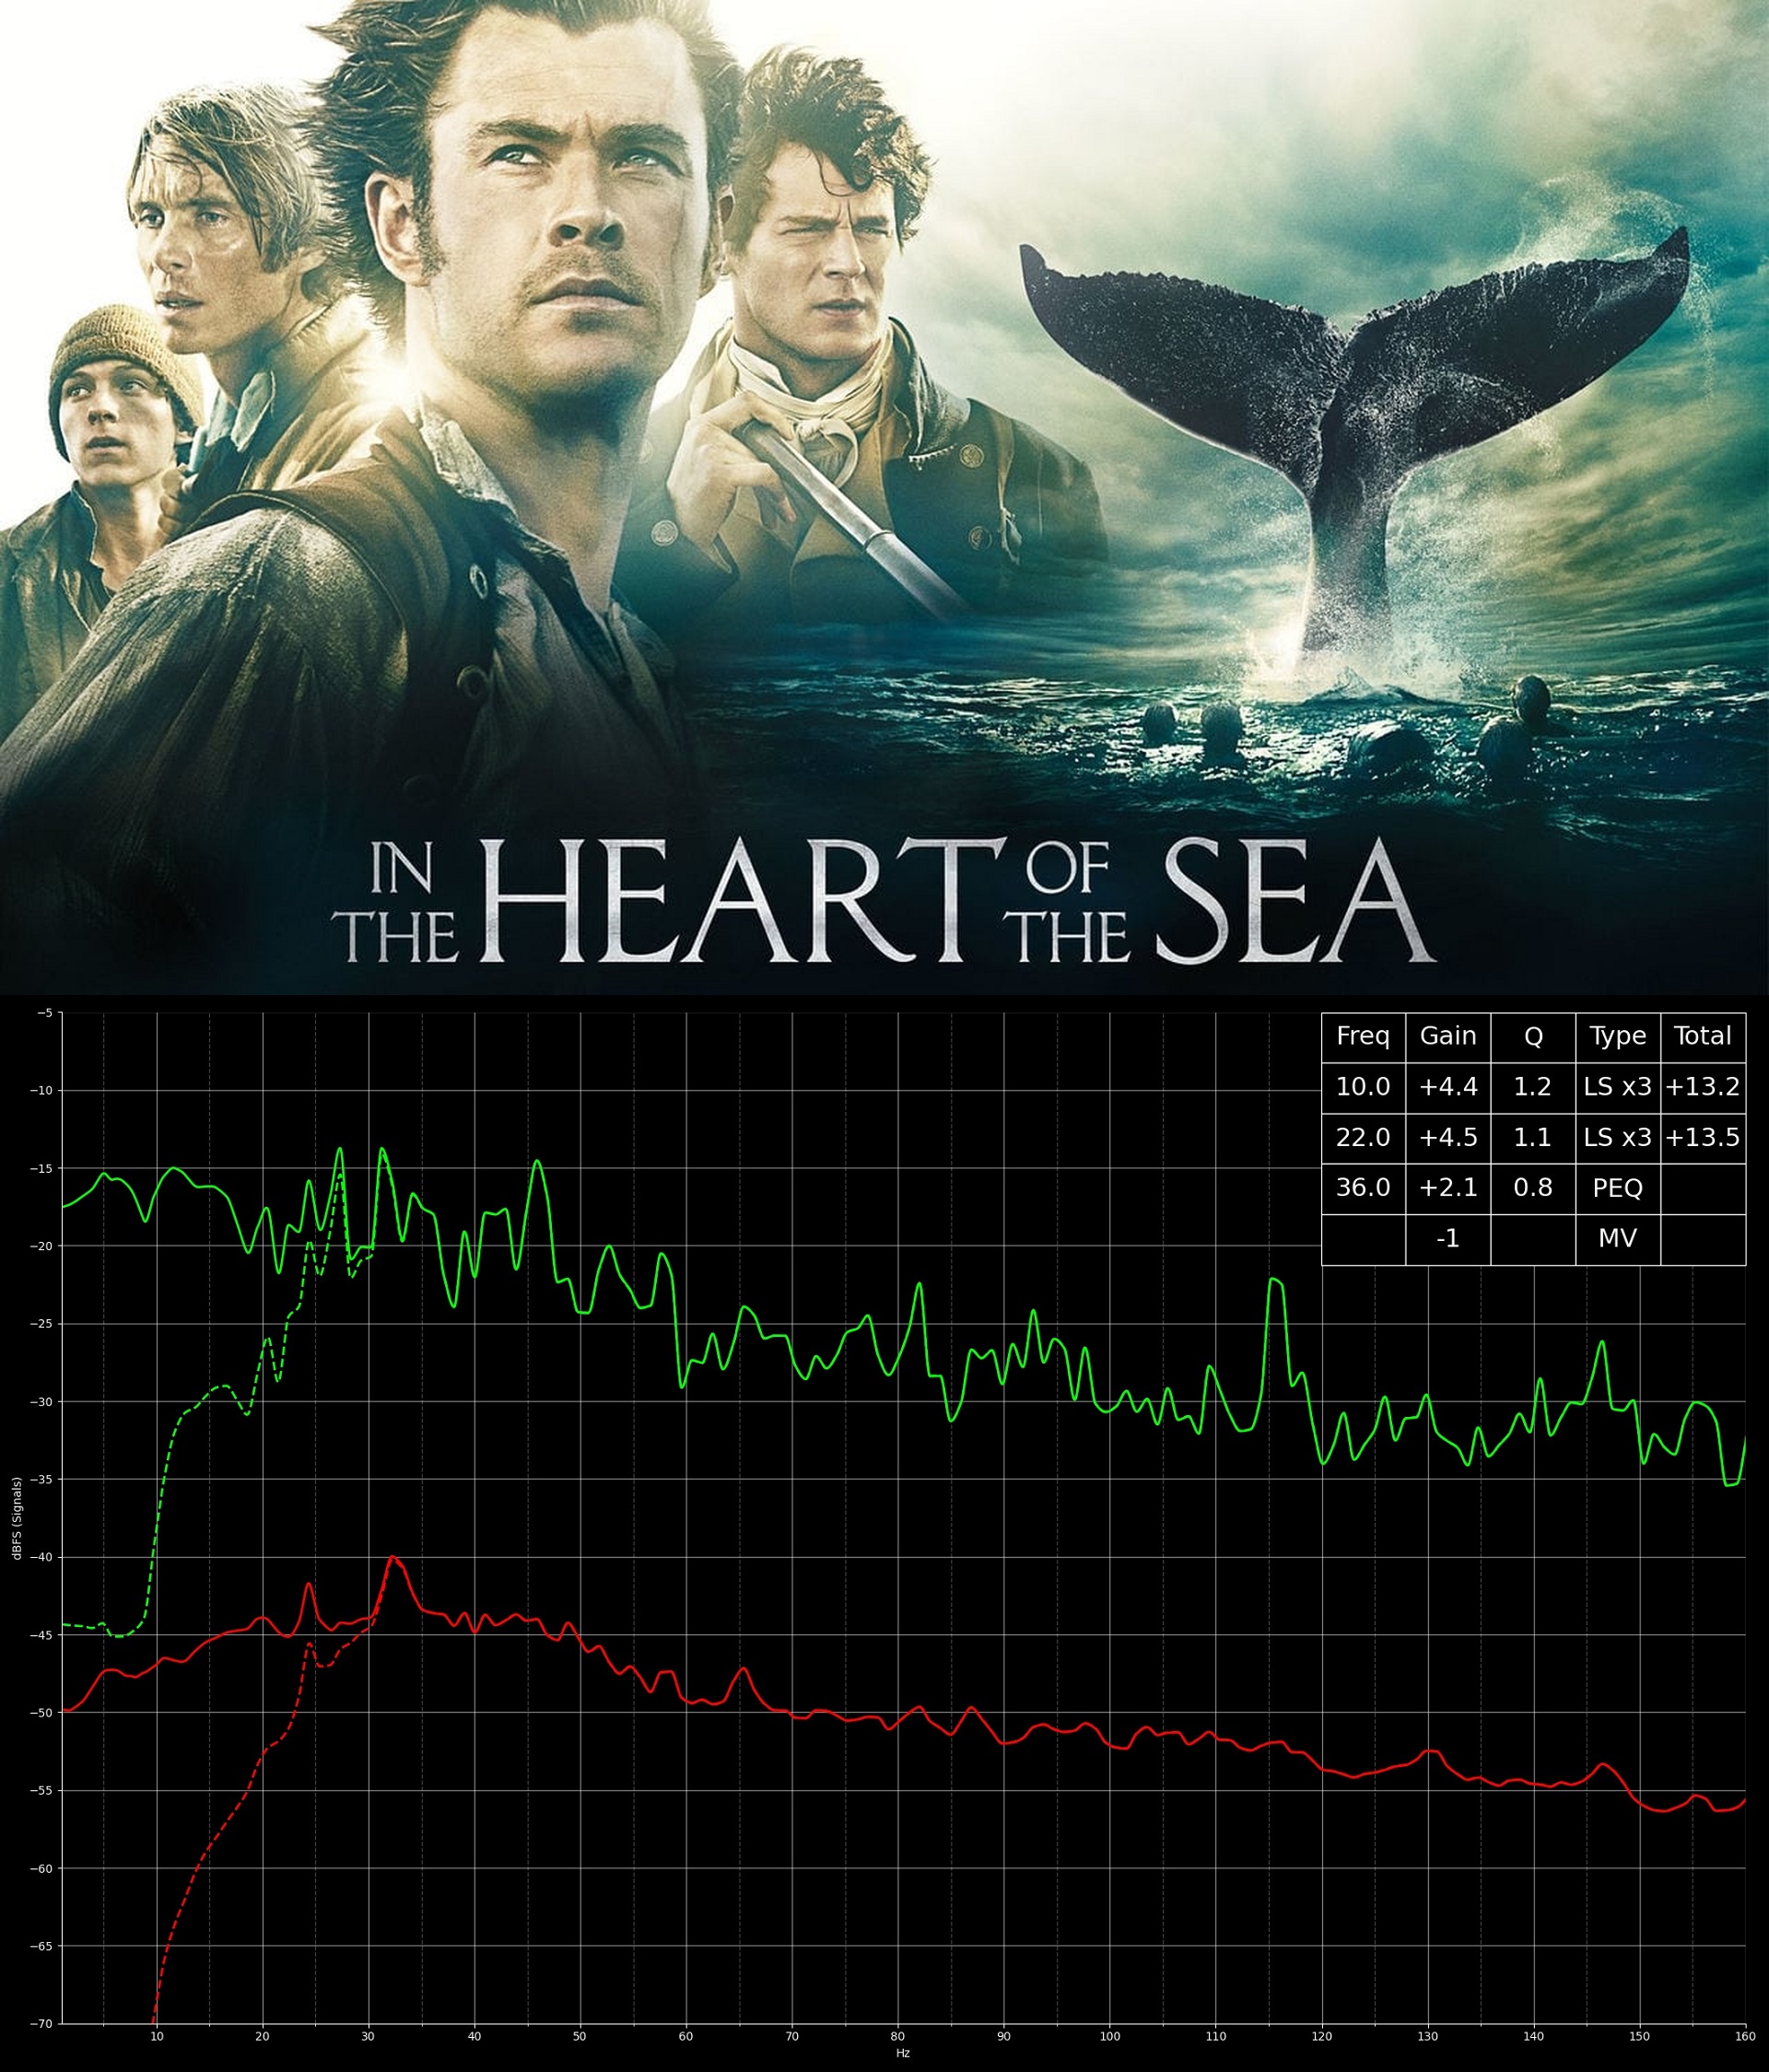 IN THE HEART OF THE SEA
Freq Gain Q Type Total
10.0 +4.4 1.2 LS x3 +13.2
22.0 +4.5 1.1 LS x3 +13.5
36.0 +2.1 0.8 PEQ
-1 MV
−5
−10
−15
−20
−25
−30
−35
−40
−45
−50
−55
−60
−65
−70
dBFS (Signals)
10 20 30 40 50 60 70 80 90 100 110 120 130 140 150 160
Hz